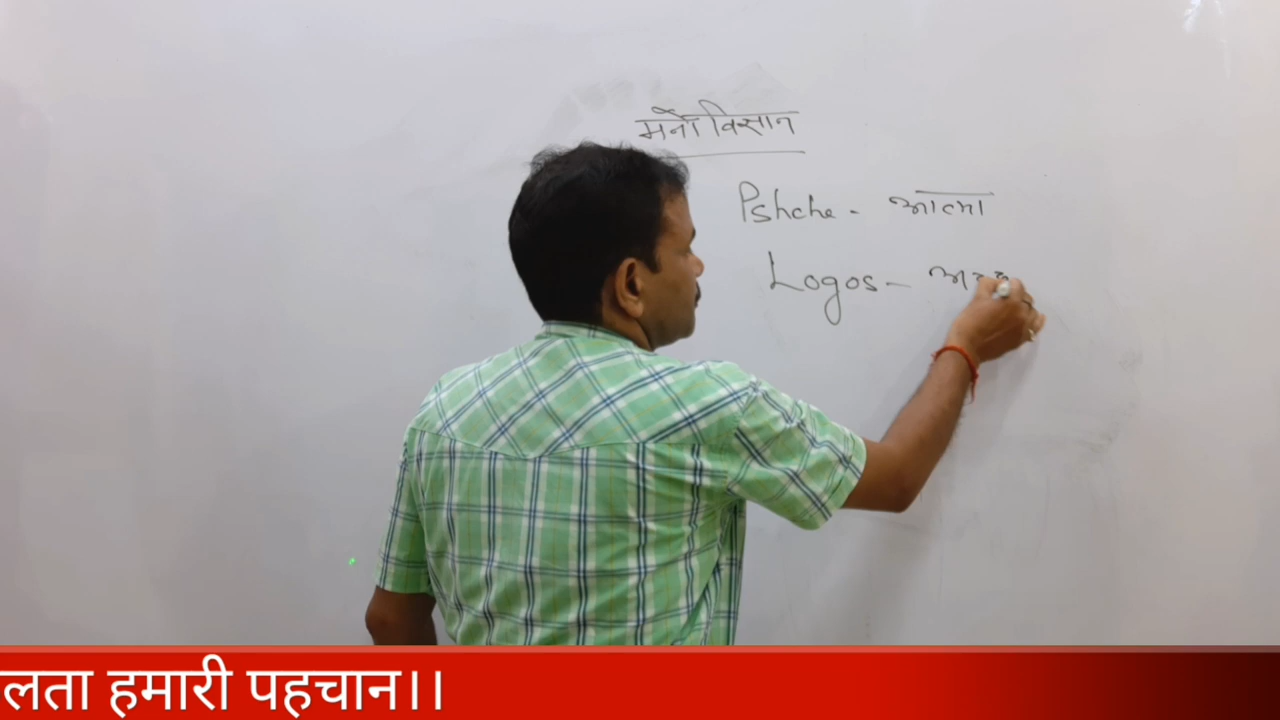 मनोविज्ञान
Pshche - आत्मा
Logos -
लता हमारी पहचान।।